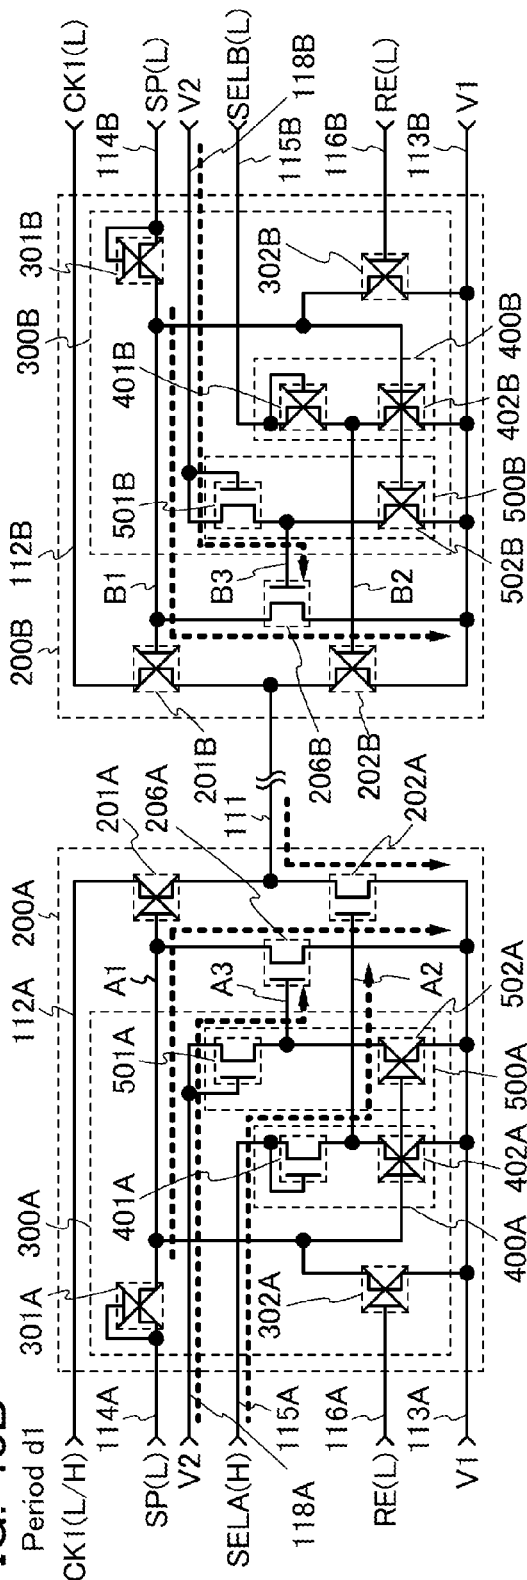 Period d1
CK1(L/H)
SP(L)
V2
SELA(H)
RE(L)
V1
114A
118A
115A
116A
113A
112A
200A
300A
301A
302A
400A
401A
402A
500A
501A
502A
A1
A2
A3
201A
206A
202A
111
201B
206B
202B
B1
B2
B3
112B
200B
300B
301B
302B
400B
401B
402B
500B
501B
502B
114B
118B
115B
116B
113B
CK1(L)
SP(L)
V2
SELB(L)
RE(L)
V1